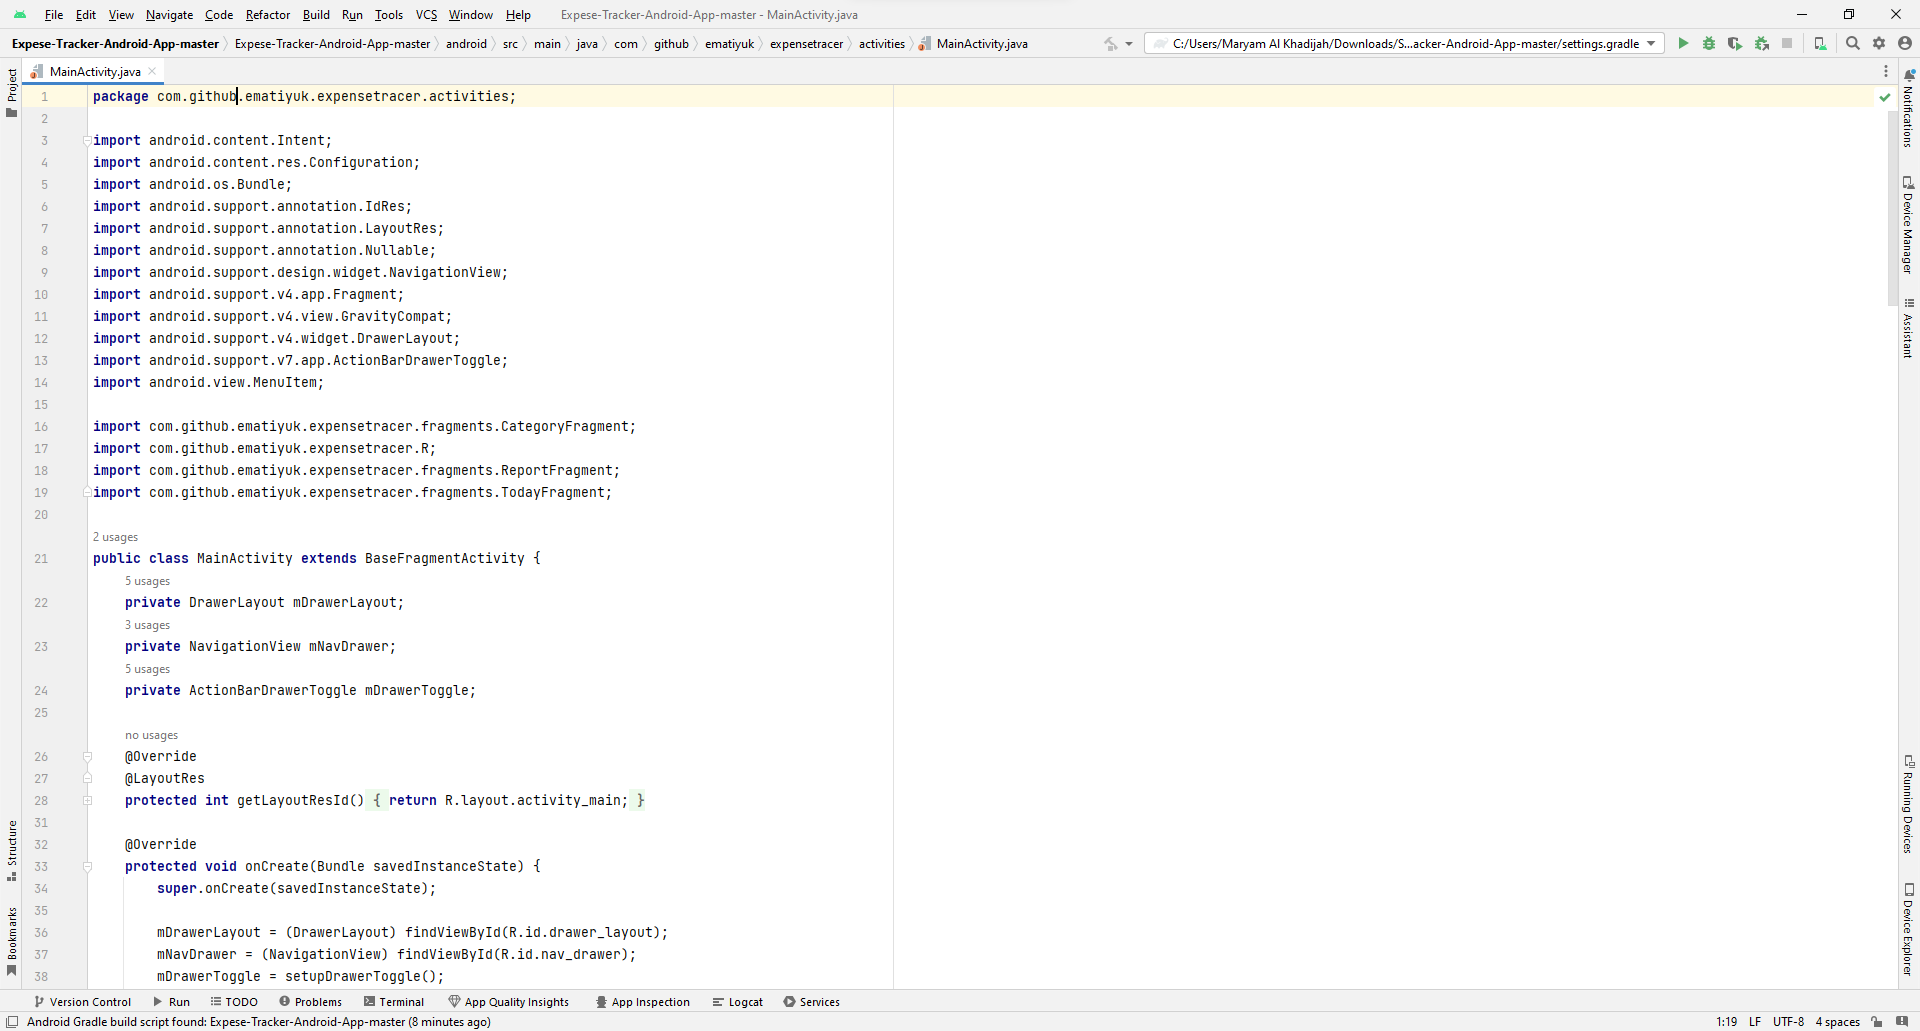 File Edit View Navigate Code Refactor Build Run Tools VCS Window Help Expese-Tracker-Android-App-master - MainActivity.java
Expese-Tracker-Android-App-master Expese-Tracker-Android-App-master android src main java com github ematiyuk expensetracer activities MainActivity.java C:/Users/Maryam Al Khadijah/Downloads/S...acker-Android-App-master/settings.gradle
MainActivity.java
Project
Structure
Bookmarks
1 package com.github.ematiyuk.expensetracer.activities;
2
3 import android.content.Intent;
4 import android.content.res.Configuration;
5 import android.os.Bundle;
6 import android.support.annotation.IdRes;
7 import android.support.annotation.LayoutRes;
8 import android.support.annotation.Nullable;
9 import android.support.design.widget.NavigationView;
10 import android.support.v4.app.Fragment;
11 import android.support.v4.view.GravityCompat;
12 import android.support.v4.widget.DrawerLayout;
13 import android.support.v7.app.ActionBarDrawerToggle;
14 import android.view.MenuItem;
15
16 import com.github.ematiyuk.expensetracer.fragments.CategoryFragment;
17 import com.github.ematiyuk.expensetracer.R;
18 import com.github.ematiyuk.expensetracer.fragments.ReportFragment;
19 import com.github.ematiyuk.expensetracer.fragments.TodayFragment;
20
2 usages
21 public class MainActivity extends BaseFragmentActivity {
5 usages
22 private DrawerLayout mDrawerLayout;
3 usages
23 private NavigationView mNavDrawer;
5 usages
24 private ActionBarDrawerToggle mDrawerToggle;
25
no usages
26 @Override
27 @LayoutRes
28 protected int getLayoutResId() { return R.layout.activity_main; }
31
32 @Override
33 protected void onCreate(Bundle savedInstanceState) {
34 super.onCreate(savedInstanceState);
35
36 mDrawerLayout = (DrawerLayout) findViewById(R.id.drawer_layout);
37 mNavDrawer = (NavigationView) findViewById(R.id.nav_drawer);
38 mDrawerToggle = setupDrawerToggle();
Notifications
Device Manager
Assistant
Running Devices
Device Explorer
Version Control Run TODO Problems Terminal App Quality Insights App Inspection Logcat Services
Android Gradle build script found: Expese-Tracker-Android-App-master (8 minutes ago) 1:19 LF UTF-8 4 spaces